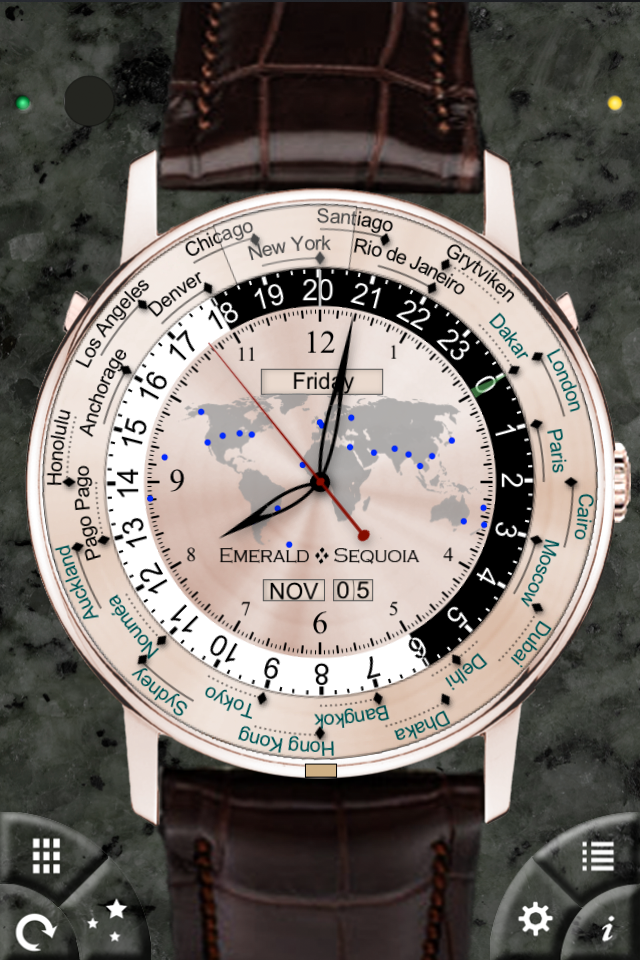 Santiago
Chicago
New York
Rio de Janeiro
Grytviken
Denver
Los Angeles
Dakar
London
Anchorage
Paris
Honolulu
Cairo
Pago Pago
Moscow
Auckland
Dubai
Nouméa
Delhi
Sydney
Dhaka
Tokyo
Bangkok
Hong Kong
18 19 20 21 22 23 0 1 2 3 4 5 6 7 8 9 10 11 12 13 14 15 16 17
12
11 1
Friday
9
8 EMERALD SEQUOIA 4
NOV 05
7 5
6
i